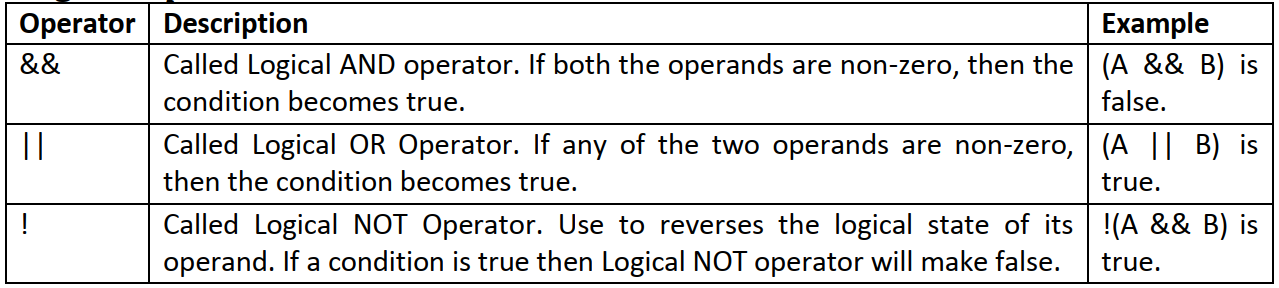 Operator Description Example
&& Called Logical AND operator. If both the operands are non-zero, then the (A && B) is
condition becomes true. false.
|| Called Logical OR Operator. If any of the two operands are non-zero, (A || B) is
then the condition becomes true. true.
! Called Logical NOT Operator. Use to reverses the logical state of its !(A && B) is
operand. If a condition is true then Logical NOT operator will make false. true.